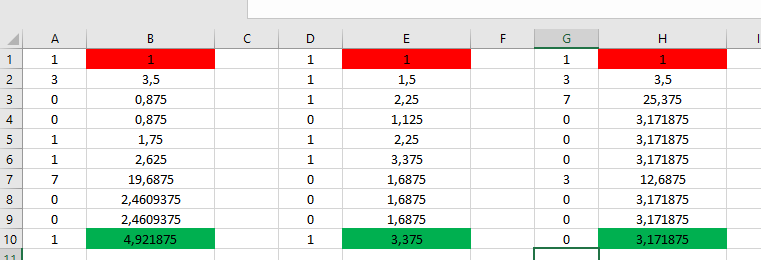 A B C D E F G H I
1 1 1 1 1 1 1
2 3 3,5 1 1,5 3 3,5
3 0 0,875 1 2,25 7 25,375
4 0 0,875 0 1,125 0 3,171875
5 1 1,75 1 2,25 0 3,171875
6 1 2,625 1 3,375 0 3,171875
7 7 19,6875 0 1,6875 3 12,6875
8 0 2,4609375 0 1,6875 0 3,171875
9 0 2,4609375 0 1,6875 0 3,171875
10 1 4,921875 1 3,375 0 3,171875
11